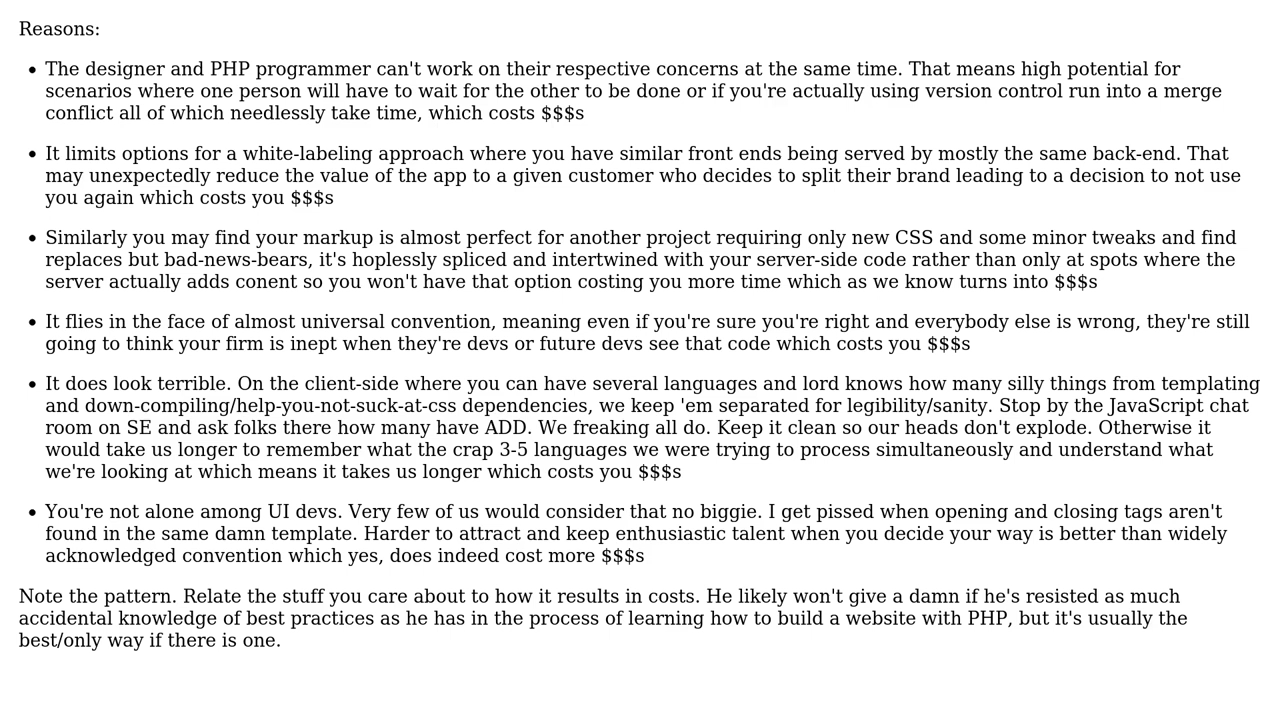 Reasons:
• The designer and PHP programmer can't work on their respective concerns at the same time. That means high potential for
scenarios where one person will have to wait for the other to be done or if you're actually using version control run into a merge
conflict all of which needlessly take time, which costs $$$s
• It limits options for a white-labeling approach where you have similar front ends being served by mostly the same back-end. That
may unexpectedly reduce the value of the app to a given customer who decides to split their brand leading to a decision to not use
you again which costs you $$$s
• Similarly you may find your markup is almost perfect for another project requiring only new CSS and some minor tweaks and find
replaces but bad-news-bears, it's hoplessly spliced and intertwined with your server-side code rather than only at spots where the
server actually adds conent so you won't have that option costing you more time which as we know turns into $$$s
• It flies in the face of almost universal convention, meaning even if you're sure you're right and everybody else is wrong, they're still
going to think your firm is inept when they're devs or future devs see that code which costs you $$$s
• It does look terrible. On the client-side where you can have several languages and lord knows how many silly things from templating
and down-compiling/help-you-not-suck-at-css dependencies, we keep 'em separated for legibility/sanity. Stop by the JavaScript chat
room on SE and ask folks there how many have ADD. We freaking all do. Keep it clean so our heads don't explode. Otherwise it
would take us longer to remember what the crap 3-5 languages we were trying to process simultaneously and understand what
we're looking at which means it takes us longer which costs you $$$s
• You're not alone among UI devs. Very few of us would consider that no biggie. I get pissed when opening and closing tags aren't
found in the same damn template. Harder to attract and keep enthusiastic talent when you decide your way is better than widely
acknowledged convention which yes, does indeed cost more $$$s
Note the pattern. Relate the stuff you care about to how it results in costs. He likely won't give a damn if he's resisted as much
accidental knowledge of best practices as he has in the process of learning how to build a website with PHP, but it's usually the
best/only way if there is one.